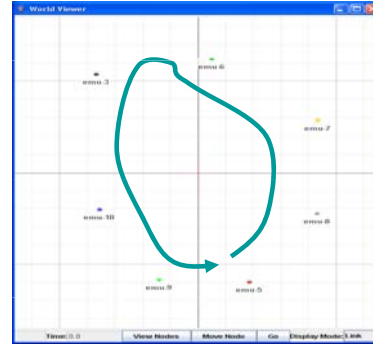 World Viewer
emu-6
emu-3
emu-7
emu-10
emu-8
emu-9
emu-5
Time: 0.0 View Nodes Move Node Go Display Mode: Link